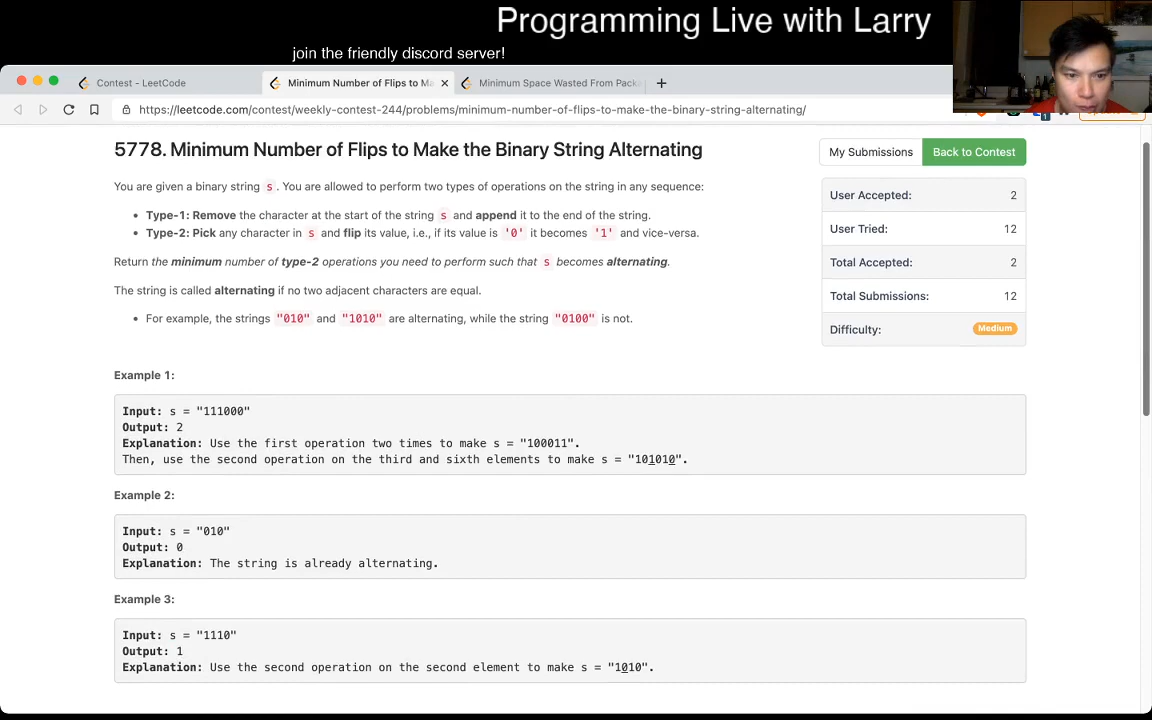 Programming Live with Larry
join the friendly discord server!
Contest - LeetCode
Minimum Number of Flips to Ma
Minimum Space Wasted From Packa
https://leetcode.com/contest/weekly-contest-244/problems/minimum-number-of-flips-to-make-the-binary-string-alternating/
5778. Minimum Number of Flips to Make the Binary String Alternating
My Submissions
Back to Contest
You are given a binary string s. You are allowed to perform two types of operations on the string in any sequence:
• Type-1: Remove the character at the start of the string s and append it to the end of the string.
• Type-2: Pick any character in s and flip its value, i.e., if its value is '0' it becomes '1' and vice-versa.
Return the minimum number of type-2 operations you need to perform such that s becomes alternating.
The string is called alternating if no two adjacent characters are equal.
• For example, the strings "010" and "1010" are alternating, while the string "0100" is not.
User Accepted: 2
User Tried: 12
Total Accepted: 2
Total Submissions: 12
Difficulty: Medium
Example 1:
Input: s = "111000"
Output: 2
Explanation: Use the first operation two times to make s = "100011".
Then, use the second operation on the third and sixth elements to make s = "101010".
Example 2:
Input: s = "010"
Output: 0
Explanation: The string is already alternating.
Example 3:
Input: s = "1110"
Output: 1
Explanation: Use the second operation on the second element to make s = "1010".